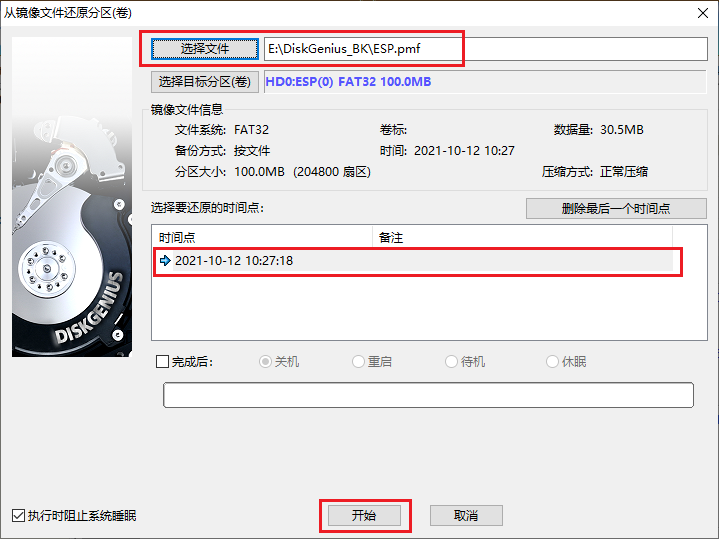 从镜像文件还原分区(卷)
选择文件 E:\DiskGenius_BK\ESP.pmf
选择目标分区(卷) HD0:ESP(0) FAT32 100.0MB
镜像文件信息
文件系统: FAT32 卷标: 数据量: 30.5MB
备份方式: 按文件 时间: 2021-10-12 10:27
分区大小: 100.0MB (204800 扇区) 压缩方式: 正常压缩
选择要还原的时间点: 删除最后一个时间点
时间点 备注
2021-10-12 10:27:18
DISKGENIUS
完成后: 关机 重启 待机 休眠
执行时阻止系统睡眠 开始 取消